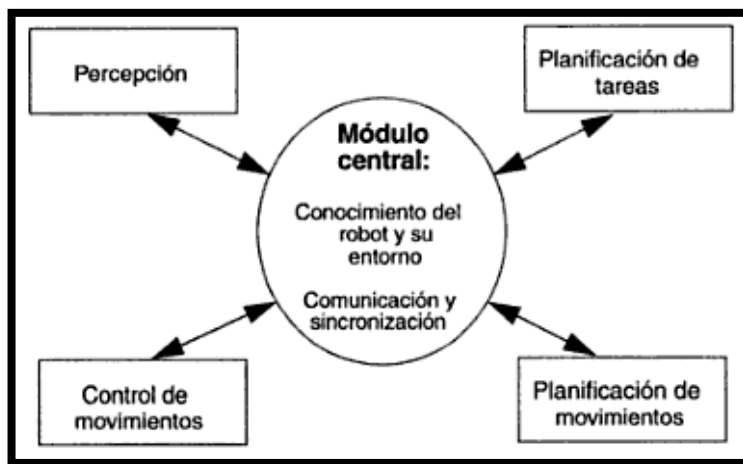 Percepción
Planificación de
tareas
Módulo
central:
Conocimiento del
robot y su
entorno
Comunicación y
sincronización
Control de
movimientos
Planificación de
movimientos